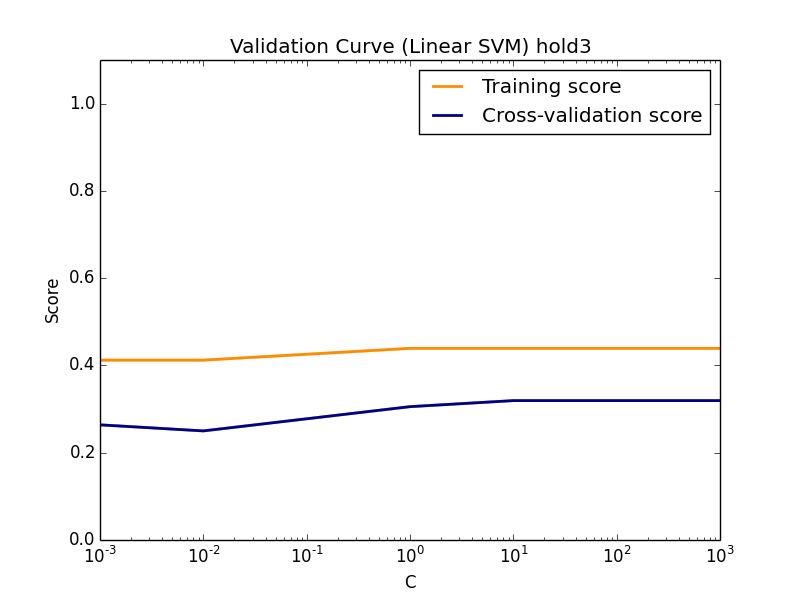 Validation Curve (Linear SVM) hold3
Training score
Cross-validation score
1.0
0.8
0.6
0.4
0.2
0.0
Score
10⁻³ 10⁻² 10⁻¹ 10⁰ 10¹ 10² 10³
C